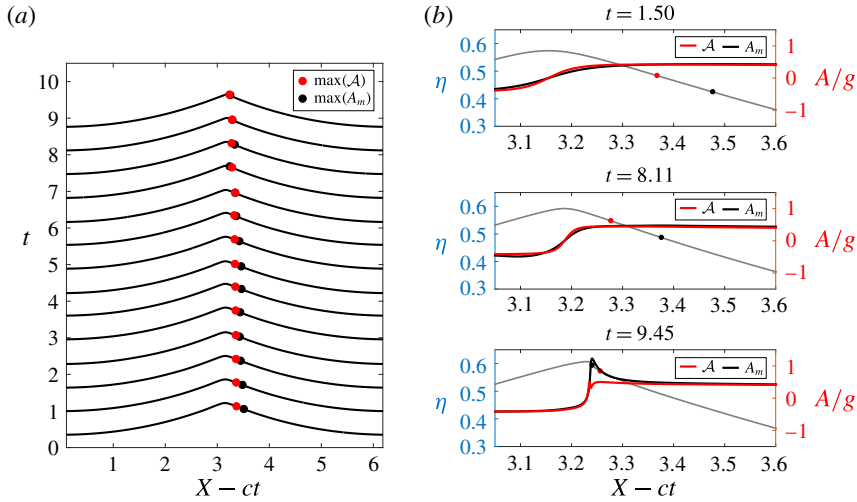 (a)
10
9
8
7
6
5
4
3
2
1
0
t
max(𝒜)
max(Aₘ)
1 2 3 4 5 6
X − ct
(b)
t = 1.50
0.6
0.5
0.4
0.3
η
𝒜 Aₘ
1
0
−1
A/g
3.1 3.2 3.3 3.4 3.5 3.6
t = 8.11
0.6
0.5
0.4
0.3
η
𝒜 Aₘ
1
0
−1
A/g
3.1 3.2 3.3 3.4 3.5 3.6
t = 9.45
0.6
0.5
0.4
0.3
η
𝒜 Aₘ
1
0
−1
A/g
3.1 3.2 3.3 3.4 3.5 3.6
X − ct